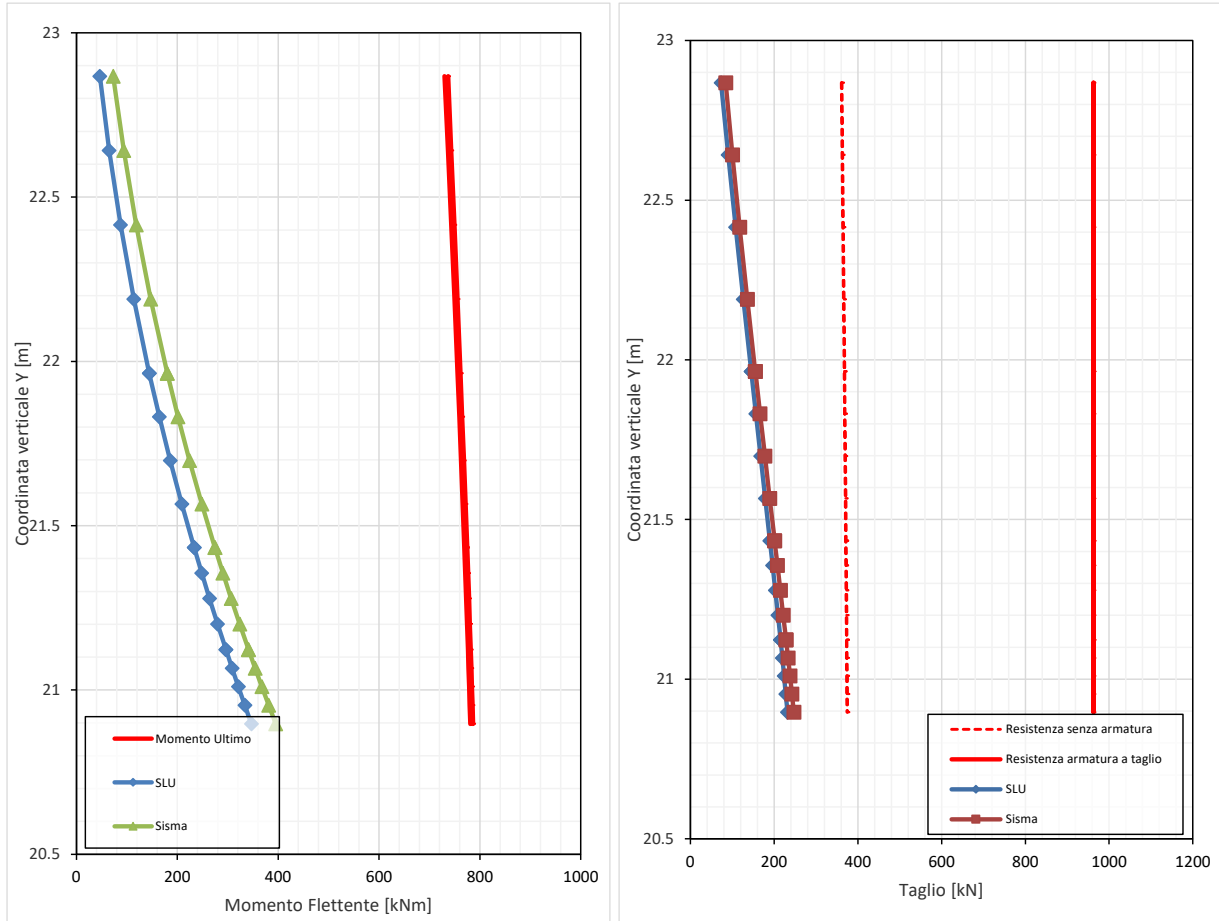 23
22.5
22
21.5
21
20.5
Coordinata verticale Y [m]
0
200
400
600
800
1000
Momento Flettente [kNm]
Momento Ultimo
SLU
Sisma
23
22.5
22
21.5
21
20.5
Coordinata verticale Y [m]
0
200
400
600
800
1000
1200
Taglio [kN]
Resistenza senza armatura
Resistenza armatura a taglio
SLU
Sisma